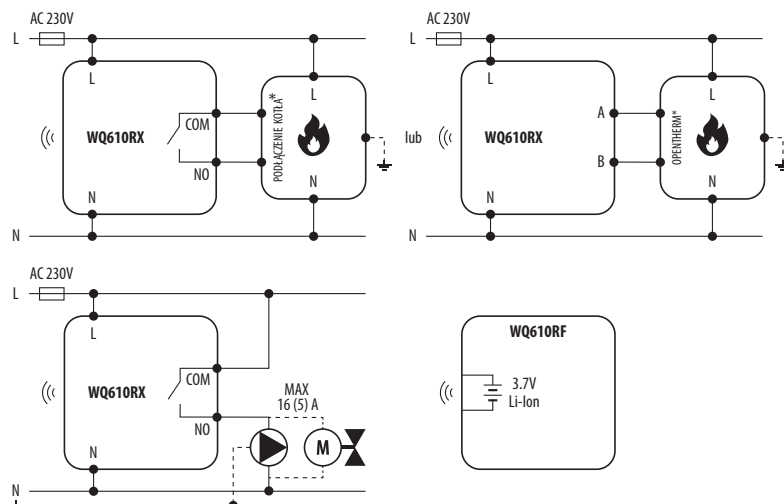 AC 230V
L
L
WQ610RX
COM
NO
N
N
PODŁĄCZENIE KOTŁA*
L
N
lub
AC 230V
L
L
WQ610RX
A
B
N
N
OPENTHERM*
L
N
AC 230V
L
L
WQ610RX
COM
NO
N
N
MAX
16 (5) A
M
WQ610RF
3.7V
Li-Ion